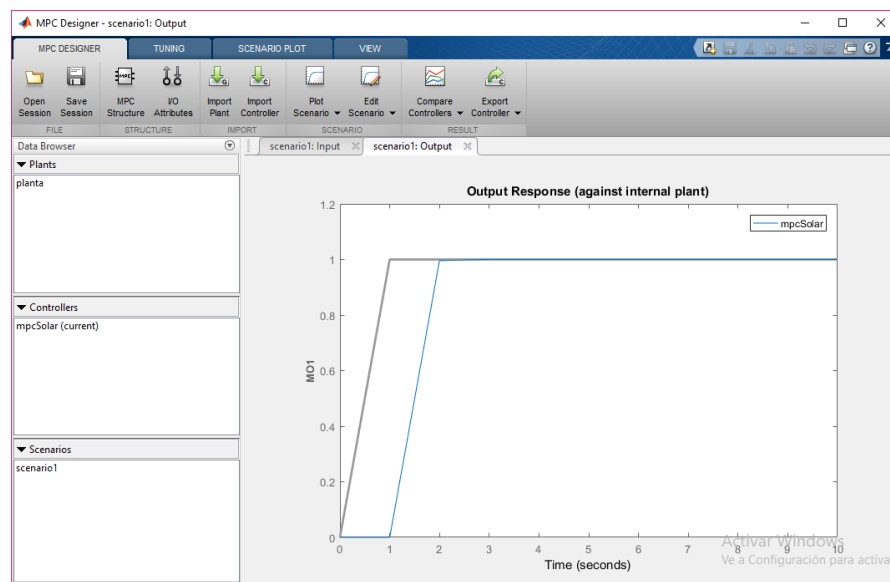 MPC Designer - scenario1: Output
MPC DESIGNER TUNING SCENARIO PLOT VIEW
Open Session
Save Session
MPC Structure
I/O Attributes
Import Plant
Import Controller
Plot Scenario
Edit Scenario
Compare Controllers
Export Controller
FILE STRUCTURE IMPORT SCENARIO RESULT
Data Browser
scenario1: Input
scenario1: Output
Plants
planta
Controllers
mpcSolar (current)
Scenarios
scenario1
Output Response (against internal plant)
mpcSolar
1.2
1
0.8
0.6
0.4
0.2
0
MO1
0 1 2 3 4 5 6 7 8 9 10
Time (seconds)
Activar Windows
Ve a Configuración para activa